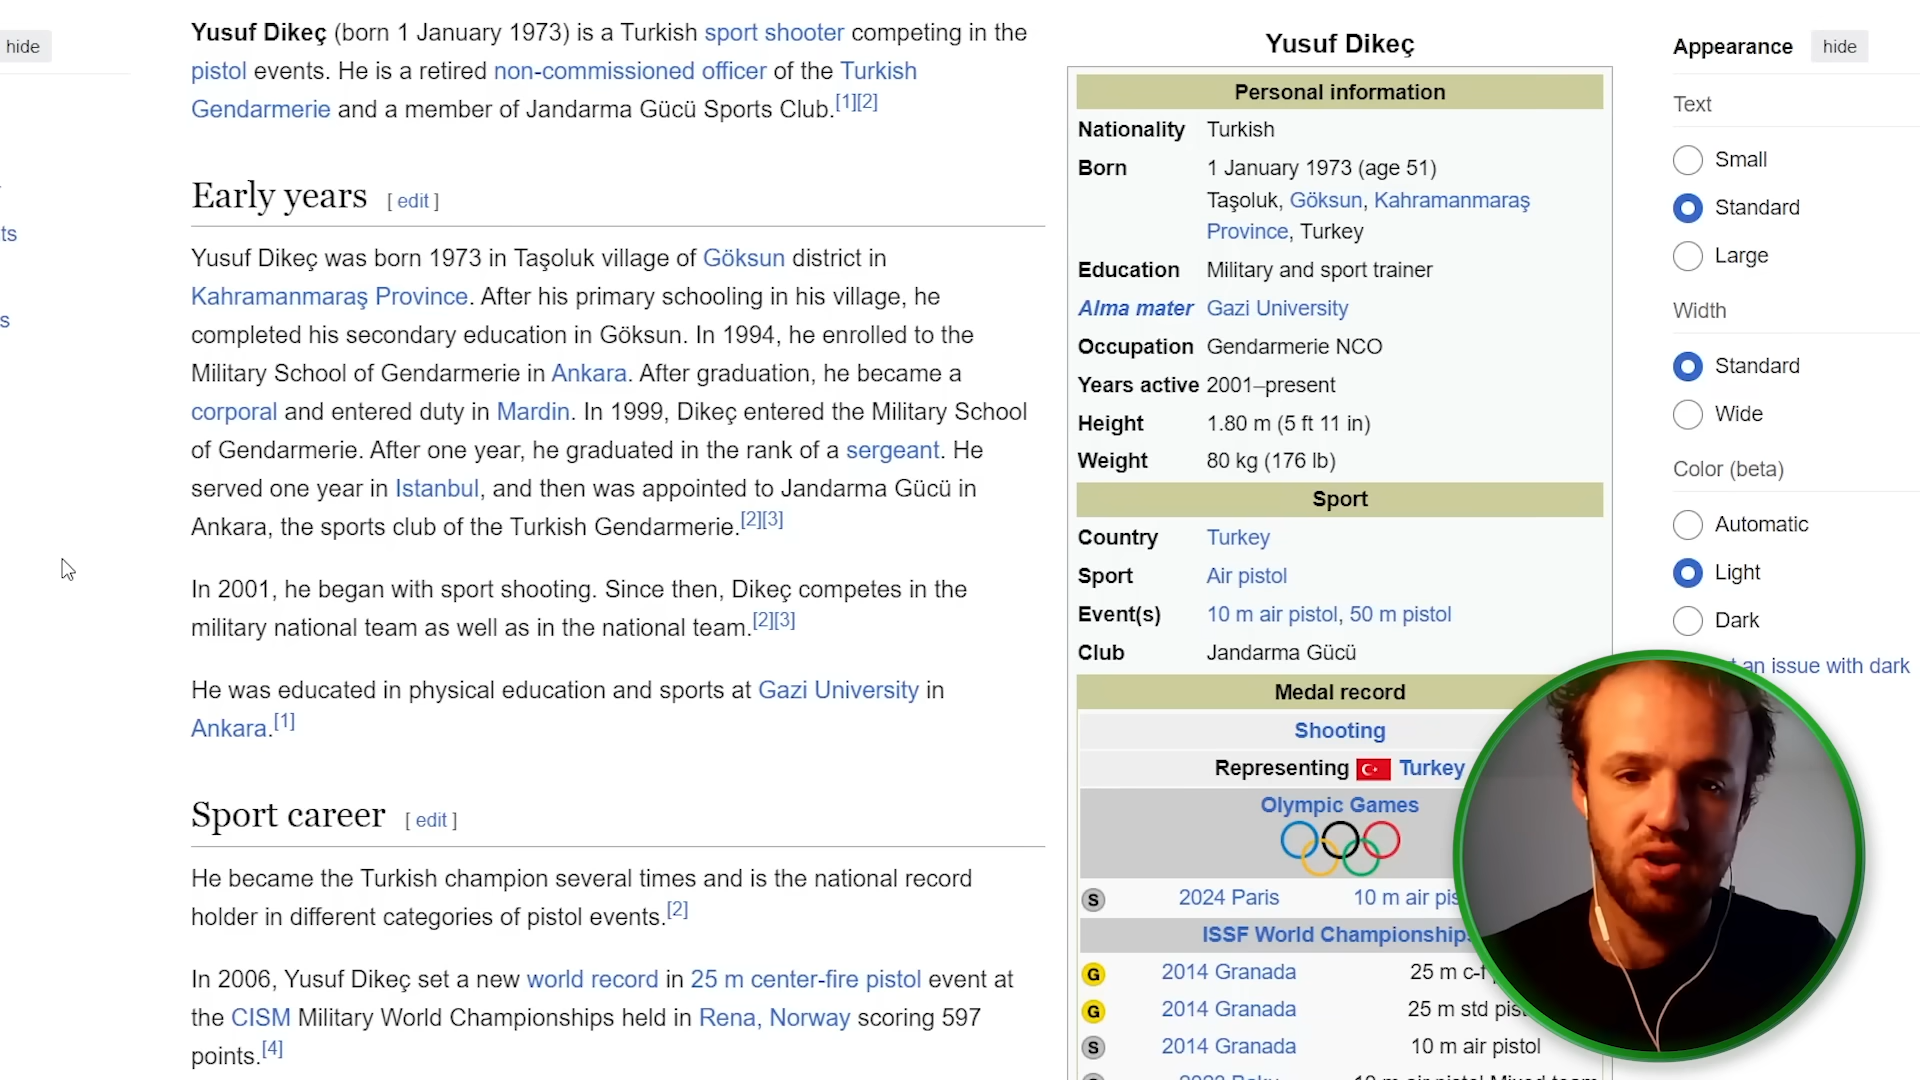 hide
ts
s
Yusuf Dikeç (born 1 January 1973) is a Turkish sport shooter competing in the
pistol events. He is a retired non-commissioned officer of the Turkish
Gendarmerie and a member of Jandarma Gücü Sports Club.[1][2]
Early years [ edit ]
Yusuf Dikeç was born 1973 in Taşoluk village of Göksun district in
Kahramanmaraş Province. After his primary schooling in his village, he
completed his secondary education in Göksun. In 1994, he enrolled to the
Military School of Gendarmerie in Ankara. After graduation, he became a
corporal and entered duty in Mardin. In 1999, Dikeç entered the Military School
of Gendarmerie. After one year, he graduated in the rank of a sergeant. He
served one year in Istanbul, and then was appointed to Jandarma Gücü in
Ankara, the sports club of the Turkish Gendarmerie.[2][3]
In 2001, he began with sport shooting. Since then, Dikeç competes in the
military national team as well as in the national team.[2][3]
He was educated in physical education and sports at Gazi University in
Ankara.[1]
Sport career [ edit ]
He became the Turkish champion several times and is the national record
holder in different categories of pistol events.[2]
In 2006, Yusuf Dikeç set a new world record in 25 m center-fire pistol event at
the CISM Military World Championships held in Rena, Norway scoring 597
points.[4]
Yusuf Dikeç
Personal information
Nationality Turkish
Born 1 January 1973 (age 51)
Taşoluk, Göksun, Kahramanmaraş
Province, Turkey
Education Military and sport trainer
Alma mater Gazi University
Occupation Gendarmerie NCO
Years active 2001–present
Height 1.80 m (5 ft 11 in)
Weight 80 kg (176 lb)
Sport
Country Turkey
Sport Air pistol
Event(s) 10 m air pistol, 50 m pistol
Club Jandarma Gücü
Medal record
Shooting
Representing Turkey
Olympic Games
S 2024 Paris 10 m air pis
ISSF World Championships
G 2014 Granada 25 m c-f
G 2014 Granada 25 m std pist
S 2014 Granada 10 m air pistol
Appearance hide
Text
Small
Standard
Large
Width
Standard
Wide
Color (beta)
Automatic
Light
Dark
an issue with dark